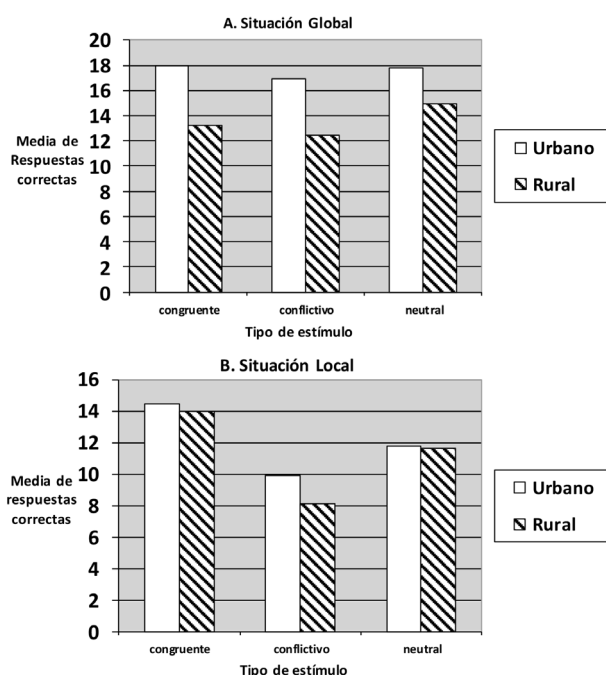 A. Situación Global
20
18
16
14
12
10
8
6
4
2
0
Media de
Respuestas
correctas
congruente
conflictivo
neutral
Tipo de estímulo
Urbano
Rural
B. Situación Local
16
14
12
10
8
6
4
2
0
Media de
respuestas
correctas
congruente
conflictivo
neutral
Tipo de estímulo
Urbano
Rural